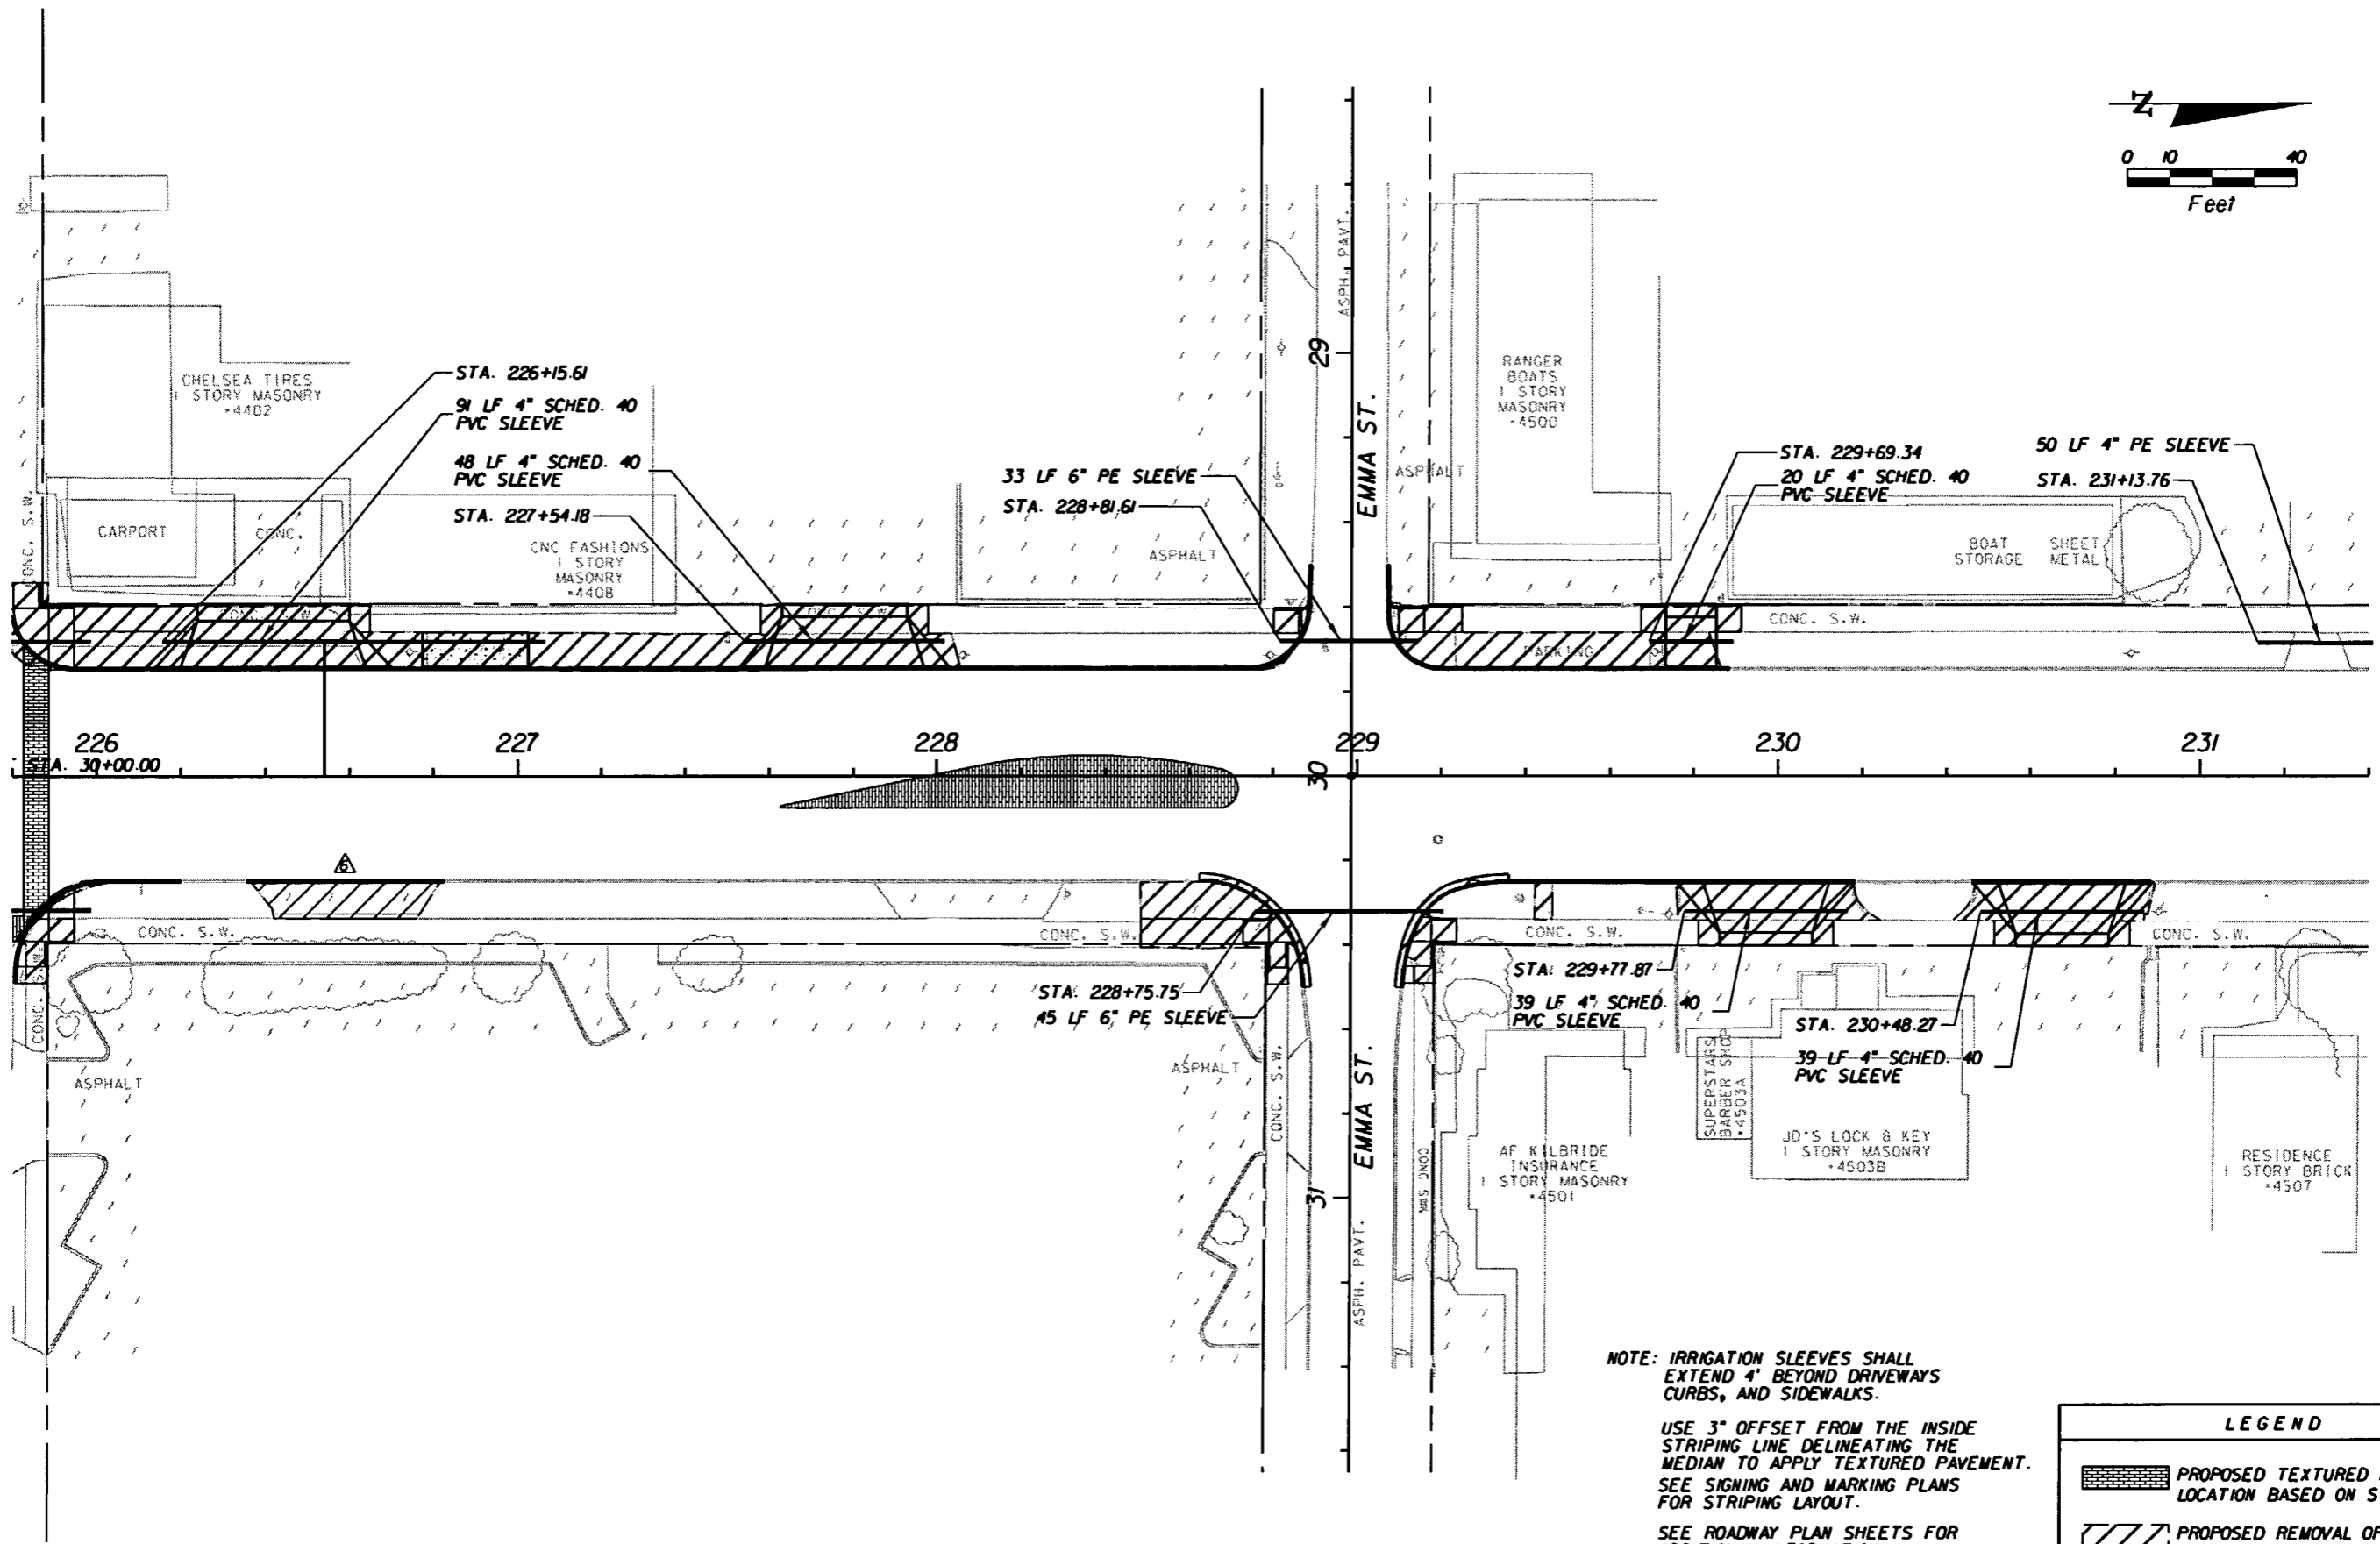 N
0 10 40
Feet
STA. 226+15.61
91 LF 4" SCHED. 40
PVC SLEEVE
48 LF 4" SCHED. 40
PVC SLEEVE
STA. 227+54.18
33 LF 6" PE SLEEVE
STA. 228+81.61
STA. 229+69.34
20 LF 4" SCHED. 40
PVC SLEEVE
50 LF 4" PE SLEEVE
STA. 231+13.76
CHELSEA TIRES
1 STORY MASONRY
*4402
CARPORT
CONC.
CONC. S.W.
CNC FASHIONS
1 STORY
MASONRY
*4408
ASPHALT
ASPH. PAVT.
29
EMMA ST.
RANGER
BOATS
1 STORY
MASONRY
*4500
ASPHALT
BOAT
STORAGE
SHEET
METAL
CONC. S.W.
CONC. S.W.
CONC. S.W.
PARKING
226
227
228
229
230
231
STA. 30+00.00
30
6
CONC. S.W.
CONC. S.W.
CONC. S.W.
CONC. S.W.
CONC. S.W.
STA. 228+75.75
45 LF 6" PE SLEEVE
STA. 229+77.87
39 LF 4" SCHED. 40
PVC SLEEVE
STA. 230+48.27
39 LF 4" SCHED. 40
PVC SLEEVE
ASPHALT
ASPHALT
CONC. S.W.
EMMA ST.
31
ASPH. PAVT.
CONC SWK
AF KILBRIDE
INSURANCE
1 STORY MASONRY
*4501
SUPERSTARS
BARBER SHOP
*4503A
JD'S LOCK & KEY
1 STORY MASONRY
*4503B
RESIDENCE
1 STORY BRICK
*4507
NOTE: IRRIGATION SLEEVES SHALL
EXTEND 4' BEYOND DRIVEWAYS
CURBS, AND SIDEWALKS.
USE 3" OFFSET FROM THE INSIDE
STRIPING LINE DELINEATING THE
MEDIAN TO APPLY TEXTURED PAVEMENT.
SEE SIGNING AND MARKING PLANS
FOR STRIPING LAYOUT.
SEE ROADWAY PLAN SHEETS FOR
LEGEND
PROPOSED TEXTURED
LOCATION BASED ON S
PROPOSED REMOVAL OF